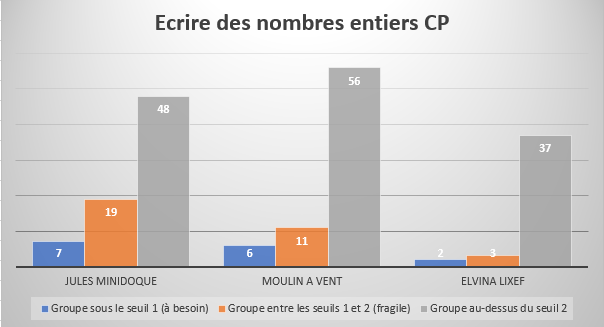 Ecrire des nombres entiers CP
7 19 48 6 11 56 2 3 37
JULES MINIDOQUE MOULIN A VENT ELVINA LIXEF
Groupe sous le seuil 1 (à besoin) Groupe entre les seuils 1 et 2 (fragile) Groupe au-dessus du seuil 2